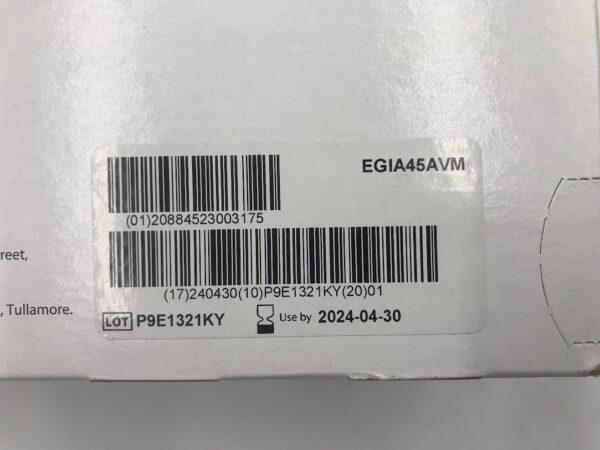 EGIA45AVM
(01)20884523003175
(17)240430(10)P9E1321KY(20)01
LOT P9E1321KY Use by 2024-04-30
reet,
, Tullamore.